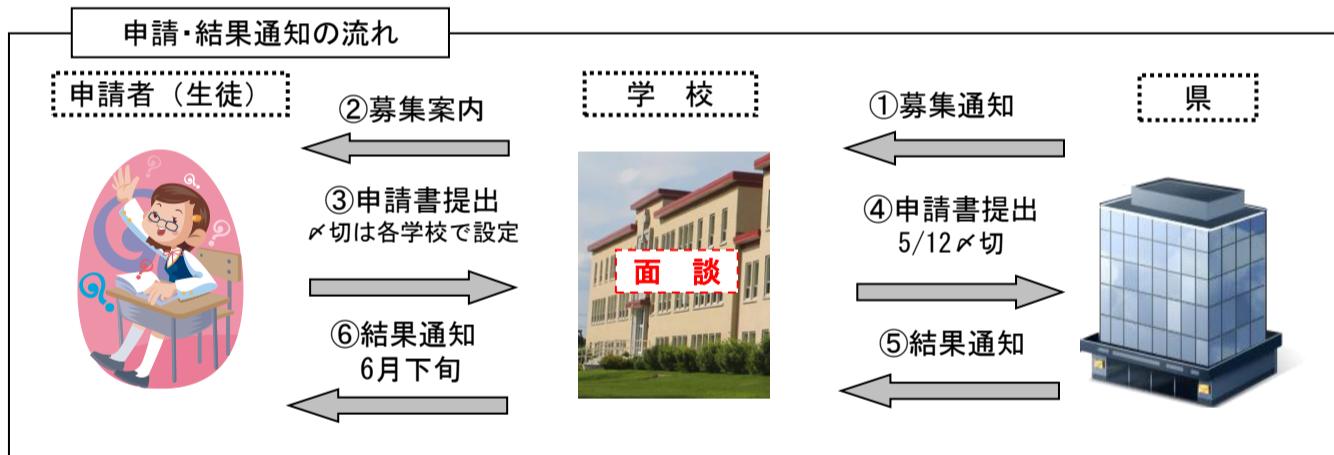 申請・結果通知の流れ
申請者（生徒）
学　校
県
②募集案内
①募集通知
③申請書提出
〆切は各学校で設定
④申請書提出
5/12〆切
面　談
⑥結果通知
6月下旬
⑤結果通知